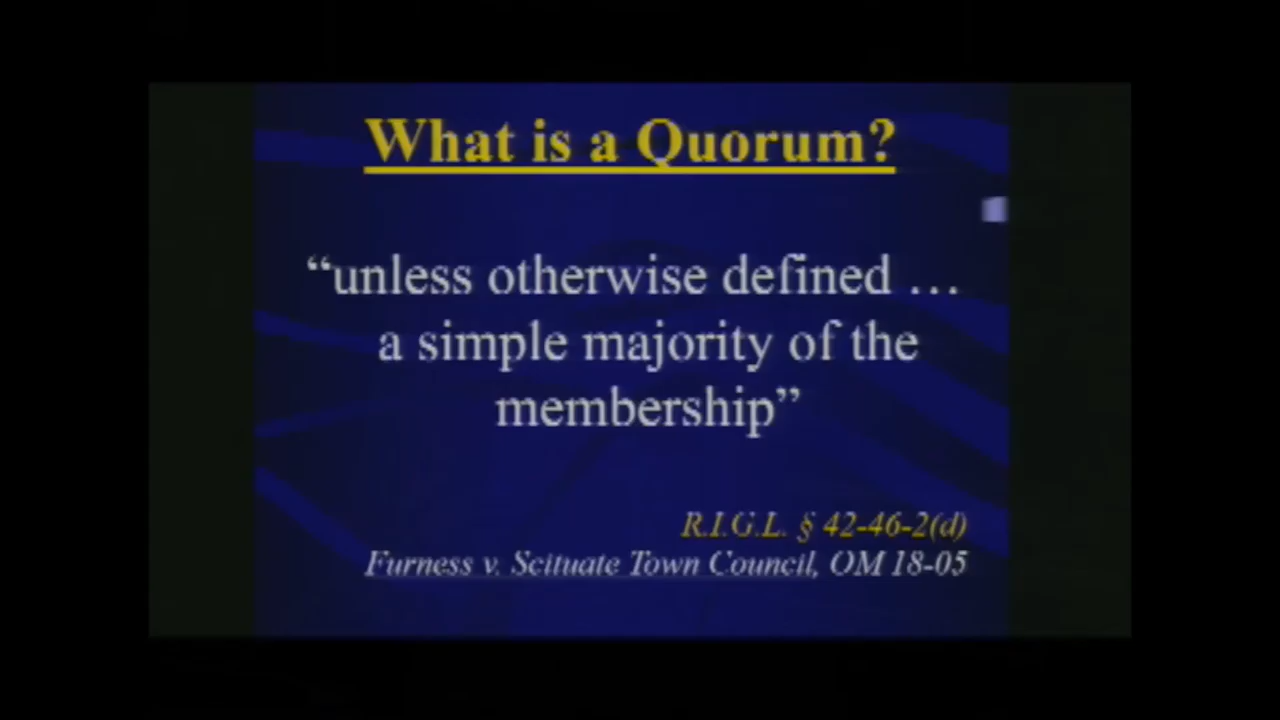 What is a Quorum?
“unless otherwise defined …
a simple majority of the
membership”
R.I.G.L. § 42-46-2(d)
Furness v. Scituate Town Council, OM 18-05